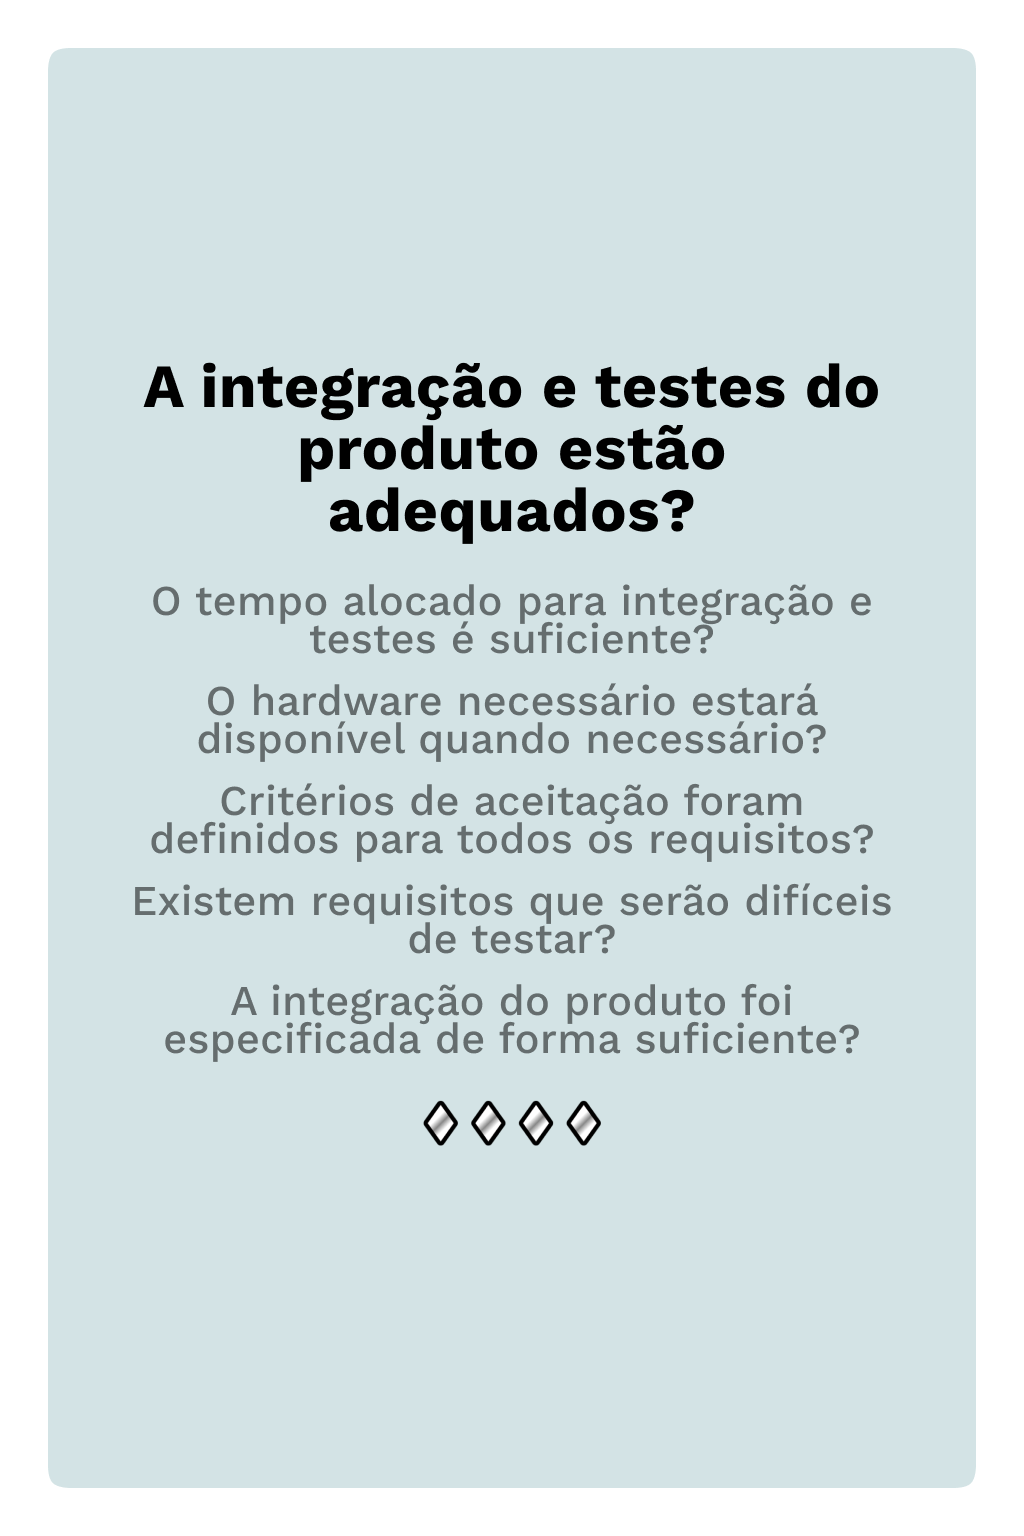 A integração e testes do
produto estão
adequados?
O tempo alocado para integração e
testes é suficiente?
O hardware necessário estará
disponível quando necessário?
Critérios de aceitação foram
definidos para todos os requisitos?
Existem requisitos que serão difíceis
de testar?
A integração do produto foi
especificada de forma suficiente?